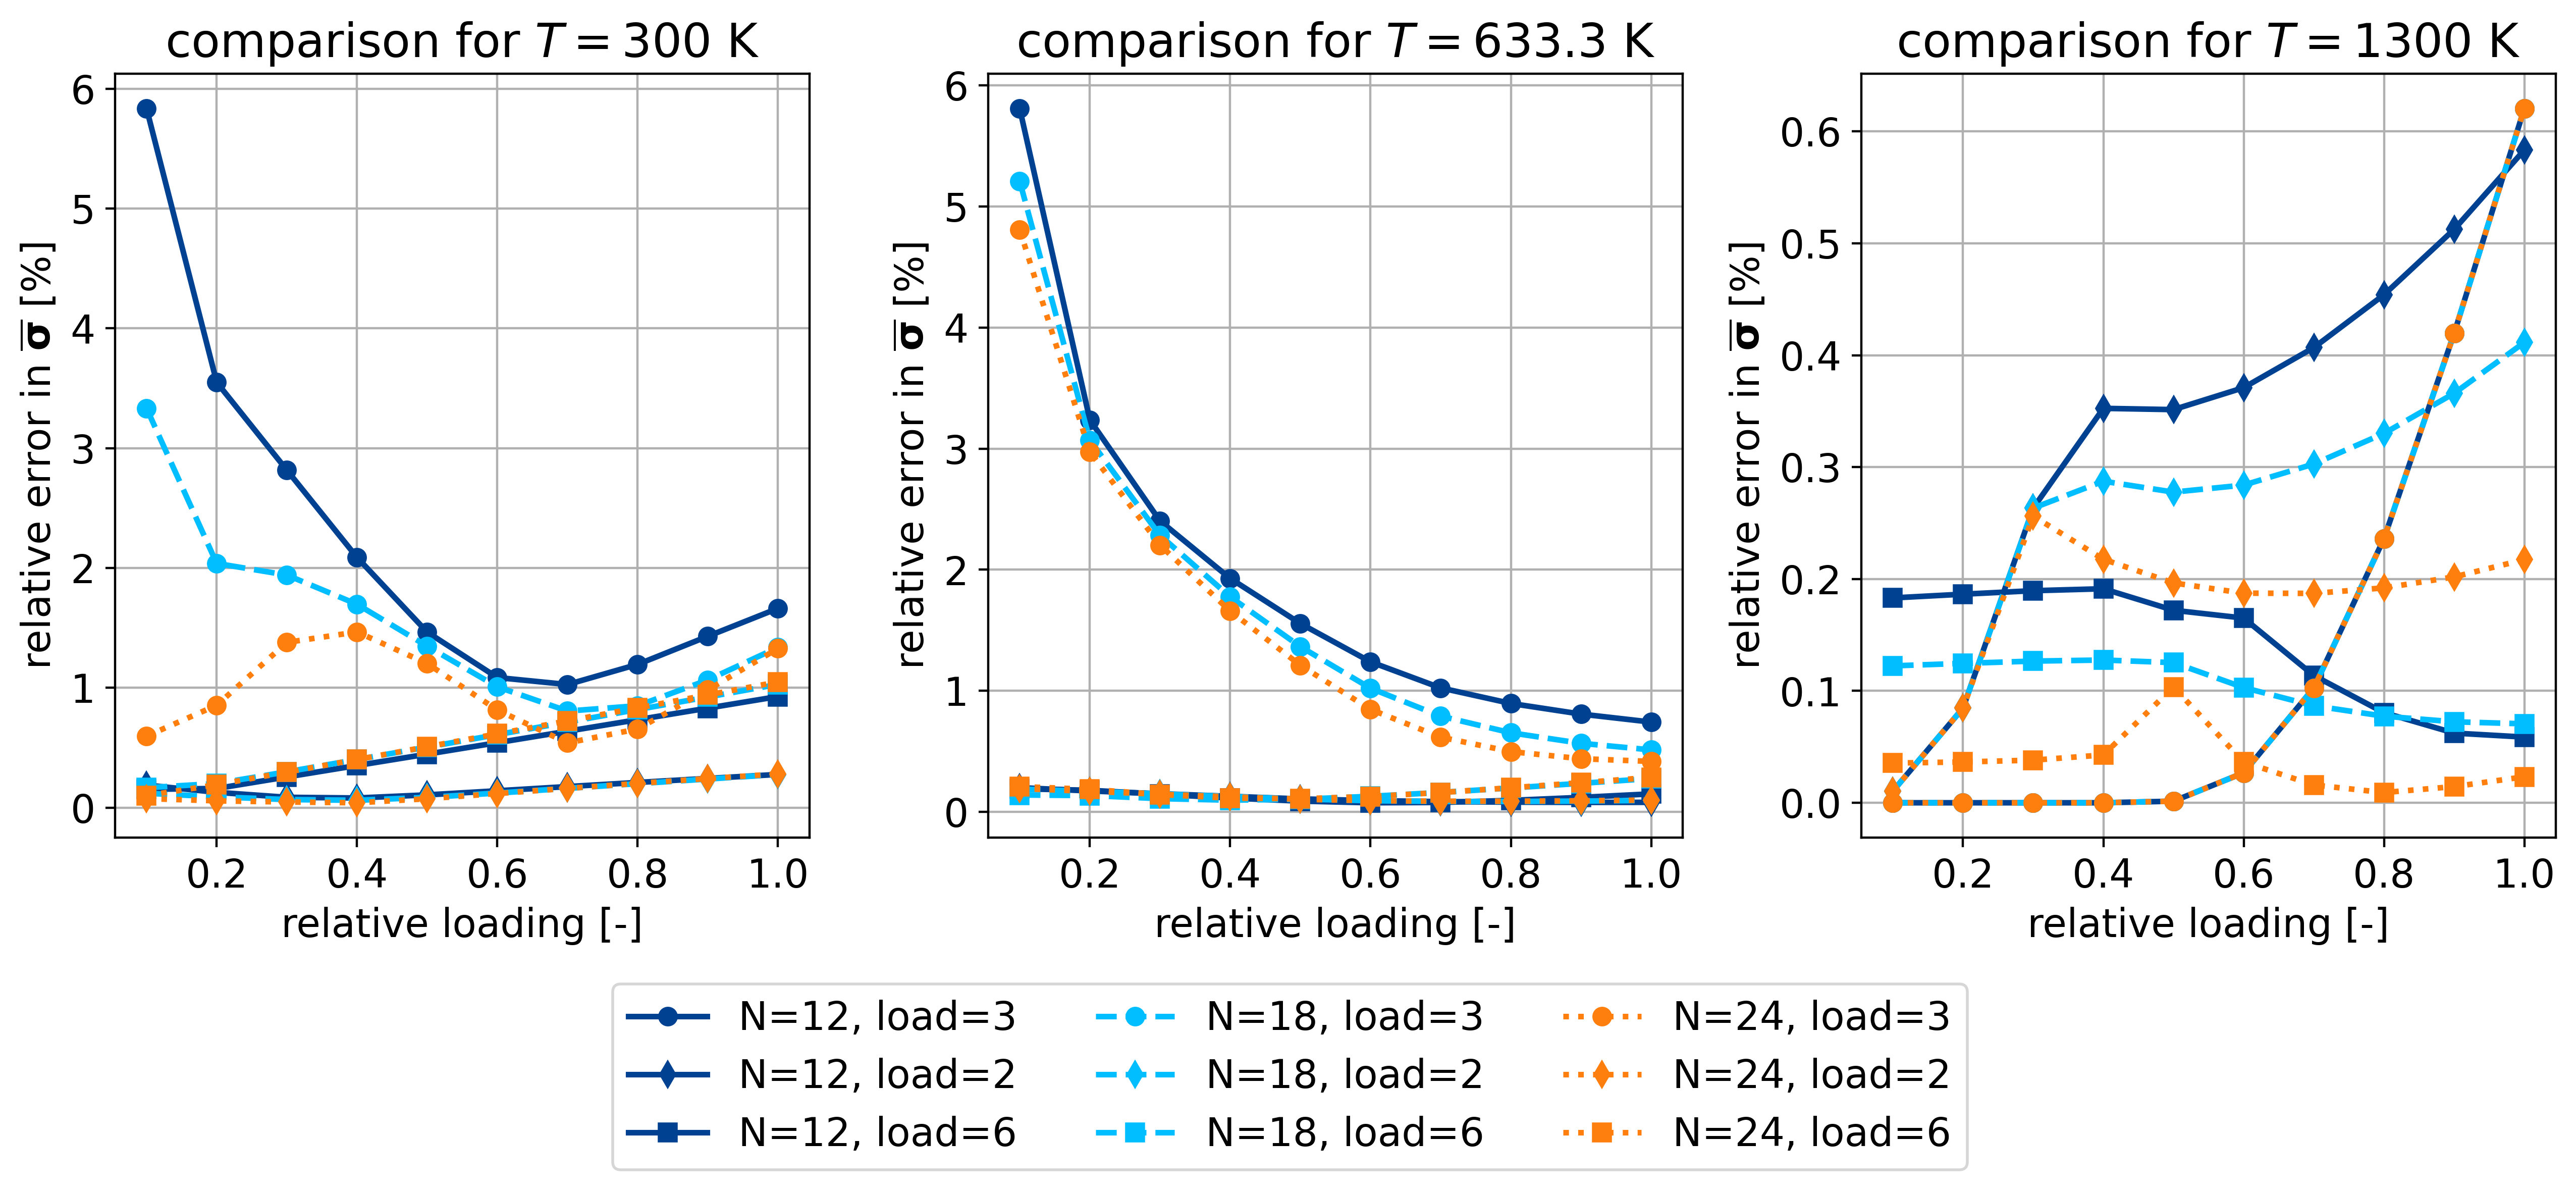 comparison for T = 300 K
relative error in σ̅ [%]
6
5
4
3
2
1
0
0.2 0.4 0.6 0.8 1.0
relative loading [-]
comparison for T = 633.3 K
relative error in σ̅ [%]
6
5
4
3
2
1
0
0.2 0.4 0.6 0.8 1.0
relative loading [-]
comparison for T = 1300 K
relative error in σ̅ [%]
0.6
0.5
0.4
0.3
0.2
0.1
0.0
0.2 0.4 0.6 0.8 1.0
relative loading [-]
N=12, load=3 N=18, load=3 N=24, load=3
N=12, load=2 N=18, load=2 N=24, load=2
N=12, load=6 N=18, load=6 N=24, load=6